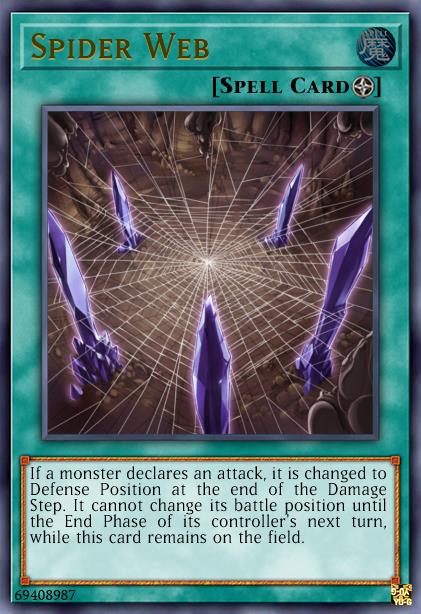 Spider Web
魔
[Spell Card]
If a monster declares an attack, it is changed to
Defense Position at the end of the Damage
Step. It cannot change its battle position until
the End Phase of its controller's next turn,
while this card remains on the field.
69408987